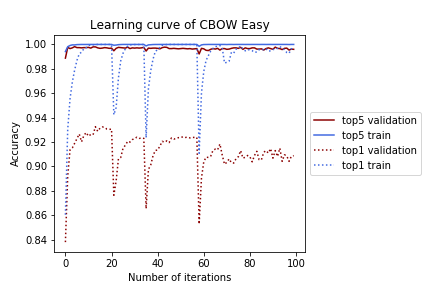 Learning curve of CBOW Easy
1.00
0.98
0.96
0.94
0.92
0.90
0.88
0.86
0.84
Accuracy
0
20
40
60
80
100
Number of iterations
top5 validation
top5 train
top1 validation
top1 train